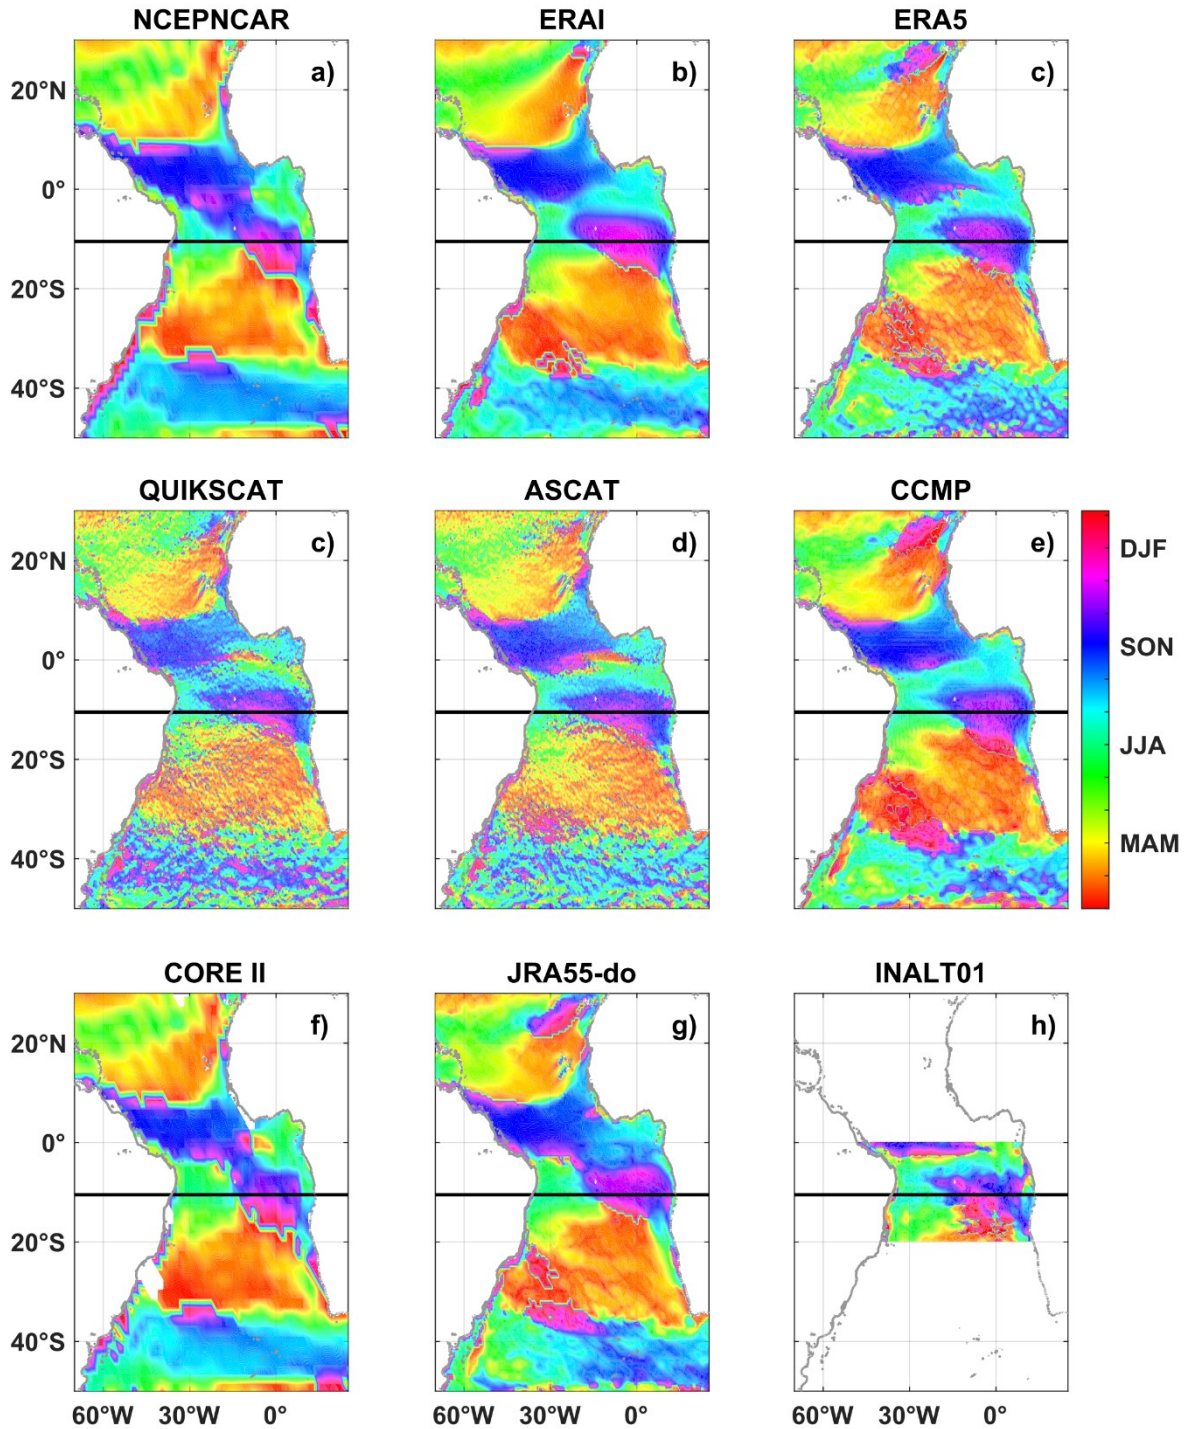 NCEPNCAR ERAI ERA5
a) b) c)
20°N
0°
20°S
40°S
QUIKSCAT ASCAT CCMP
c) d) e)
20°N
0°
20°S
40°S
DJF
SON
JJA
MAM
CORE II JRA55-do INALT01
f) g) h)
20°N
0°
20°S
40°S
60°W 30°W 0° 60°W 30°W 0° 60°W 30°W 0°